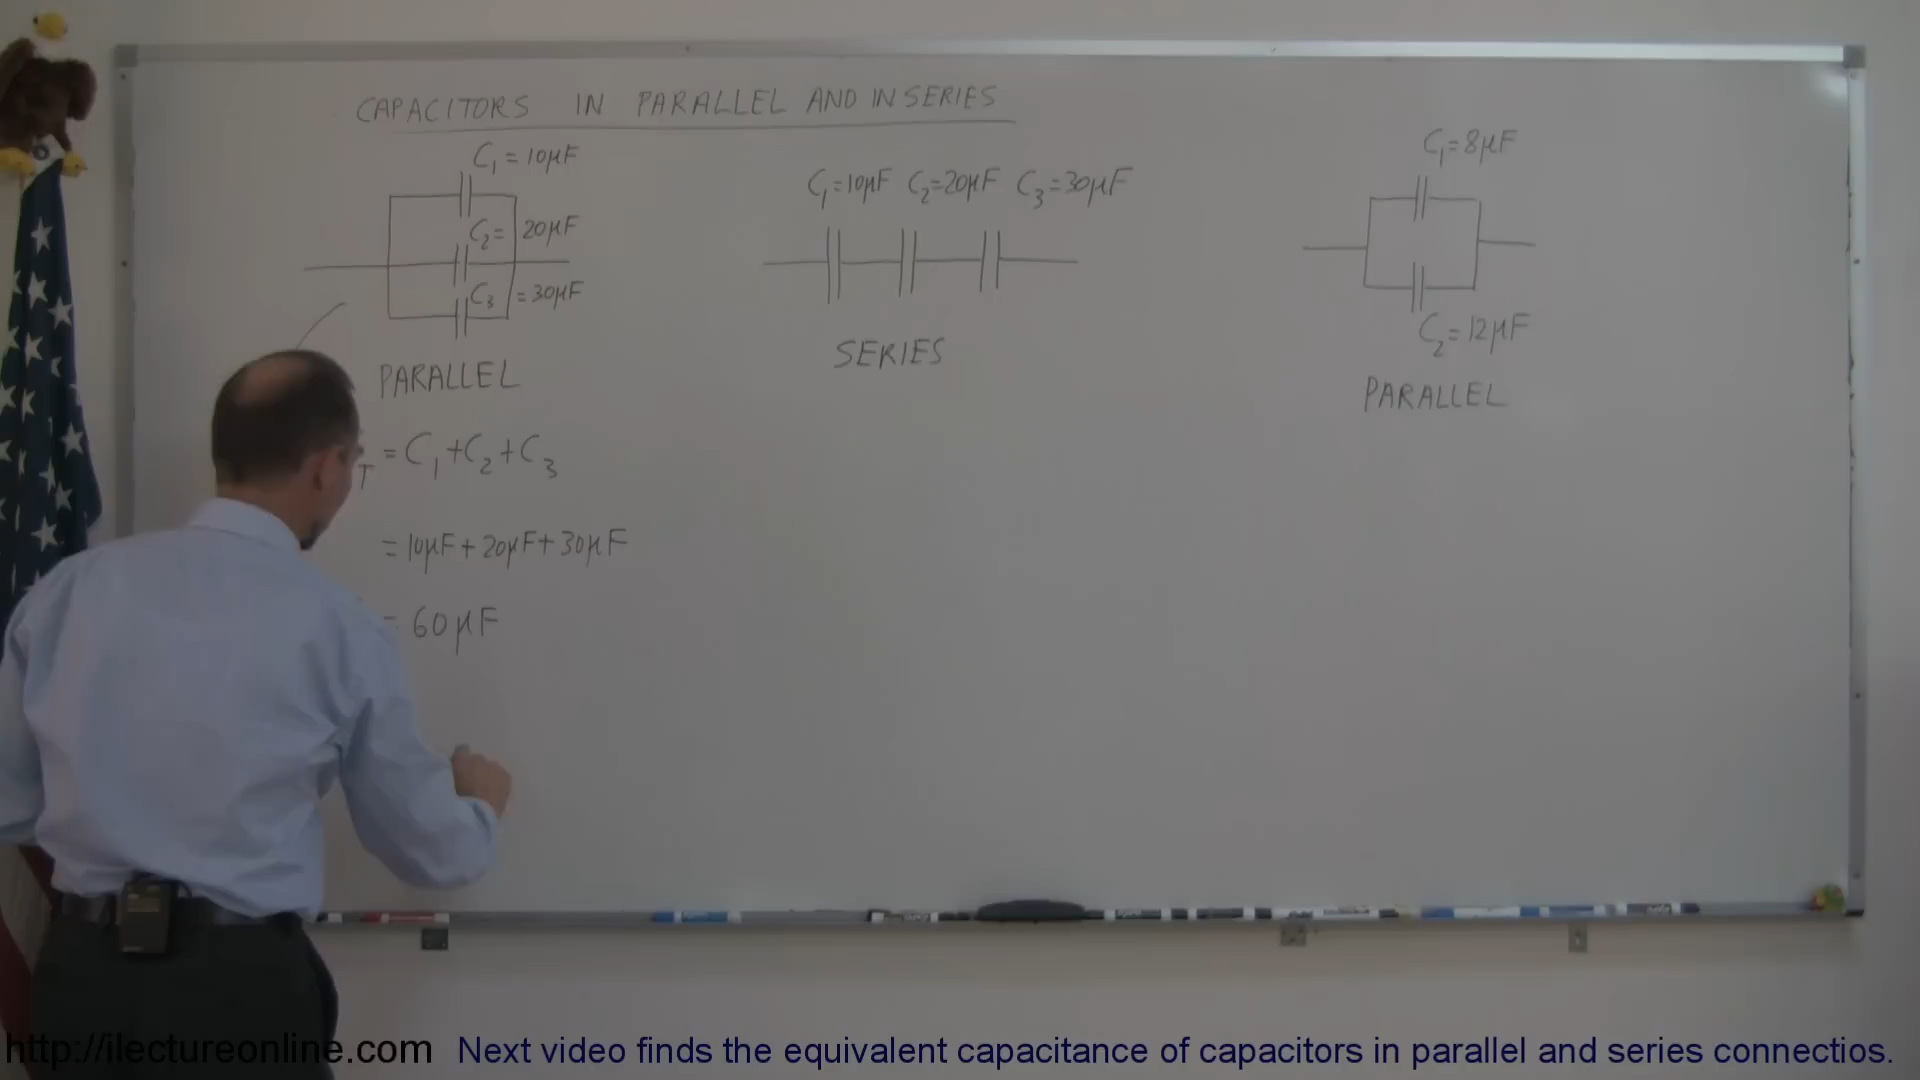 CAPACITORS IN PARALLEL AND IN SERIES
C₁ = 10μF
C₂ = 20μF
C₃ = 30μF
PARALLEL
T = C₁ + C₂ + C₃
= 10μF + 20μF + 30μF
= 60μF
C₁=10μF C₂=20μF C₃=30μF
SERIES
C₁=8μF
C₂=12μF
PARALLEL
http://ilectureonline.com Next video finds the equivalent capacitance of capacitors in parallel and series connectios.